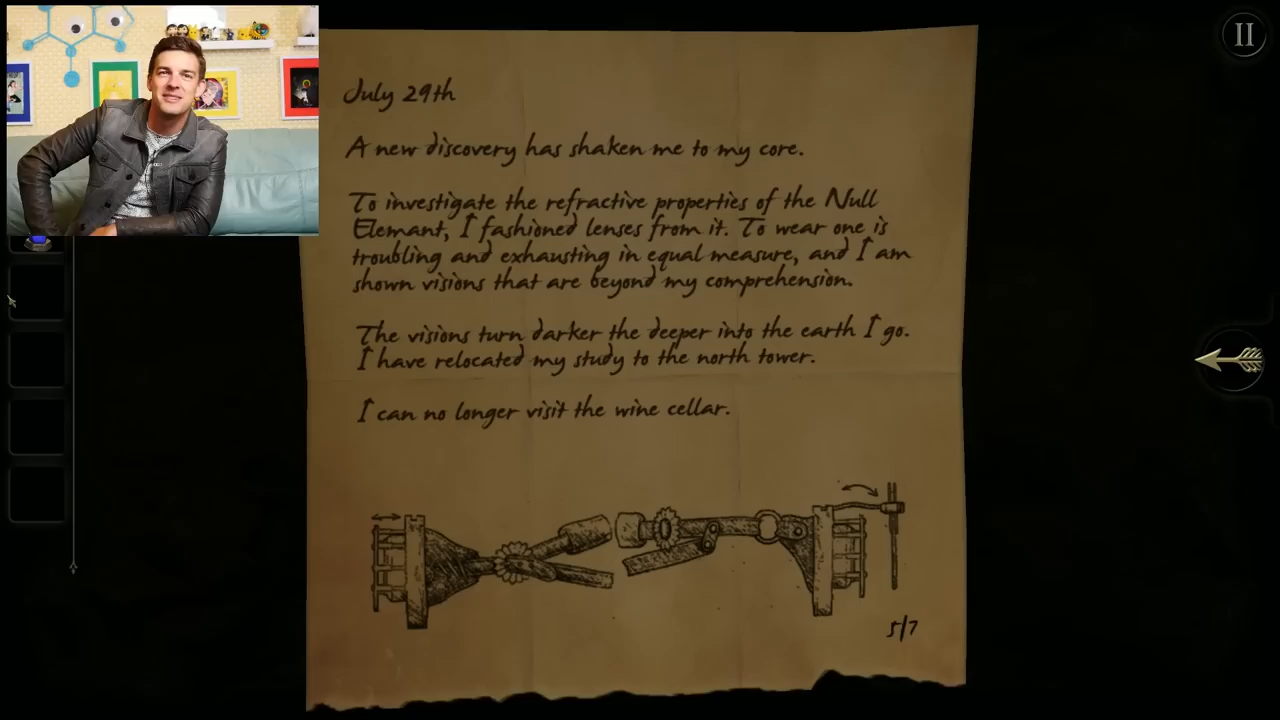 July 29th
A new discovery has shaken me to my core.
To investigate the refractive properties of the Null
Elemant, I fashioned lenses from it. To wear one is
troubling and exhausting in equal measure, and I am
shown visions that are beyond my comprehension.
The visions turn darker the deeper into the earth I go.
I have relocated my study to the north tower.
I can no longer visit the wine cellar.
5/7